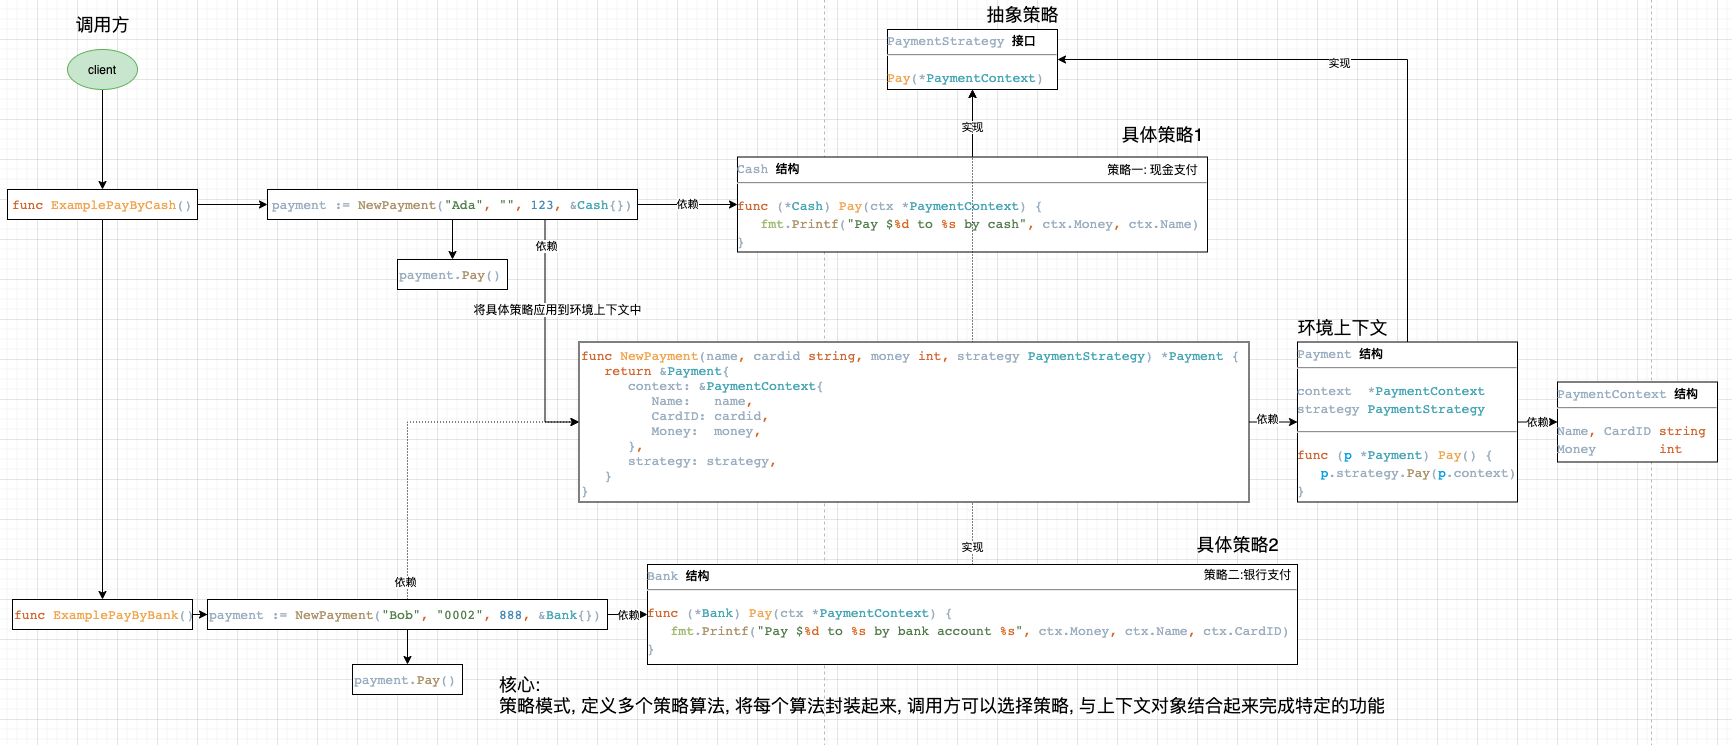 调用方
client
func ExamplePayByCash()
payment := NewPayment("Ada", "", 123, &Cash{})
依赖
payment.Pay()
依赖
将具体策略应用到环境上下文中
抽象策略
PaymentStrategy 接口
Pay(*PaymentContext)
实现
实现
具体策略1
Cash 结构
策略一: 现金支付
func (*Cash) Pay(ctx *PaymentContext) {
fmt.Printf("Pay $%d to %s by cash", ctx.Money, ctx.Name)
}
func NewPayment(name, cardid string, money int, strategy PaymentStrategy) *Payment {
return &Payment{
context: &PaymentContext{
Name: name,
CardID: cardid,
Money: money,
},
strategy: strategy,
}
}
依赖
环境上下文
Payment 结构
context *PaymentContext
strategy PaymentStrategy
func (p *Payment) Pay() {
p.strategy.Pay(p.context)
}
依赖
PaymentContext 结构
Name, CardID string
Money int
实现
具体策略2
Bank 结构
策略二:银行支付
func (*Bank) Pay(ctx *PaymentContext) {
fmt.Printf("Pay $%d to %s by bank account %s", ctx.Money, ctx.Name, ctx.CardID)
}
依赖
func ExamplePayByBank()
payment := NewPayment("Bob", "0002", 888, &Bank{})
依赖
payment.Pay()
核心:
策略模式, 定义多个策略算法, 将每个算法封装起来, 调用方可以选择策略, 与上下文对象结合起来完成特定的功能